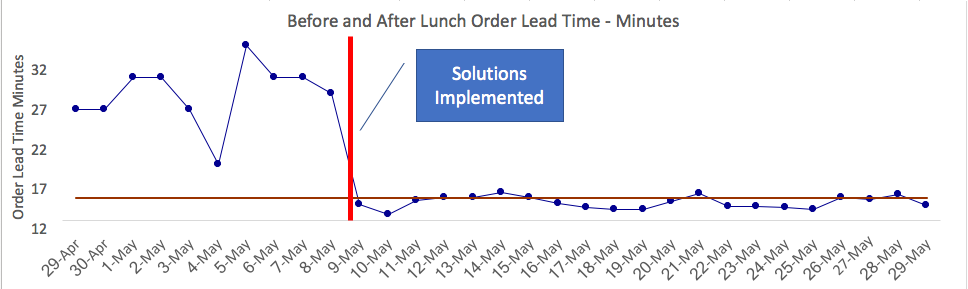 Before and After Lunch Order Lead Time - Minutes
Solutions
Implemented
Order Lead Time Minutes
32
27
22
17
12
29-Apr
30-Apr
1-May
2-May
3-May
4-May
5-May
6-May
7-May
8-May
9-May
10-May
11-May
12-May
13-May
14-May
15-May
16-May
17-May
18-May
19-May
20-May
21-May
22-May
23-May
24-May
25-May
26-May
27-May
28-May
29-May